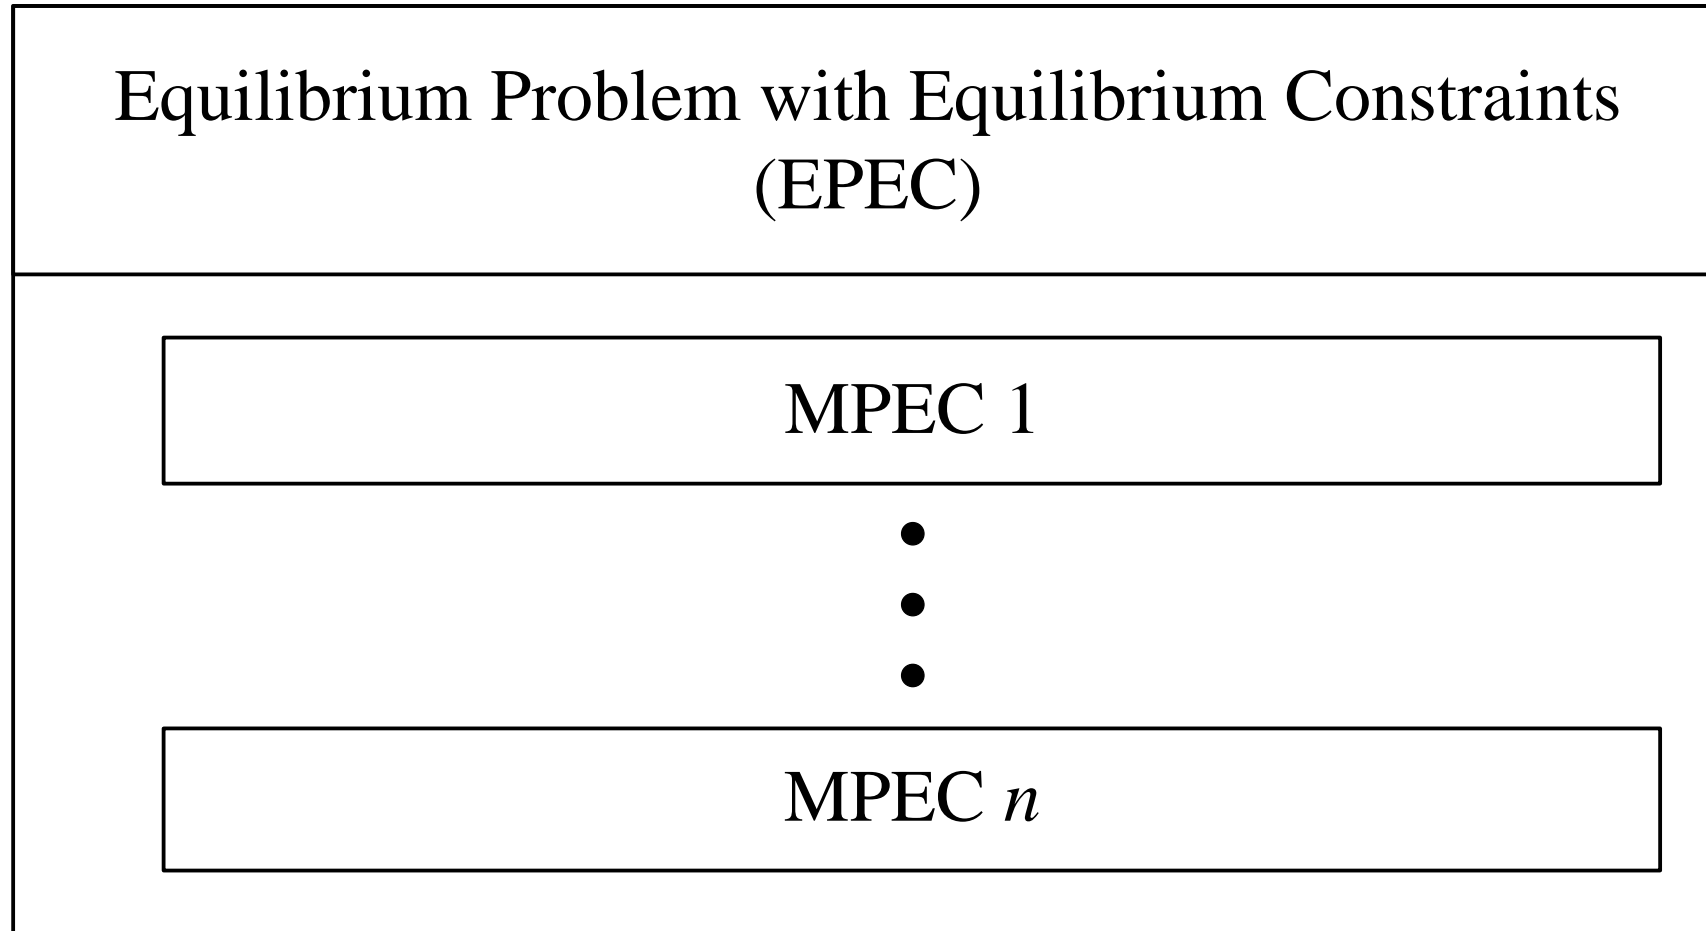 Equilibrium Problem with Equilibrium Constraints
(EPEC)
MPEC 1
MPEC n